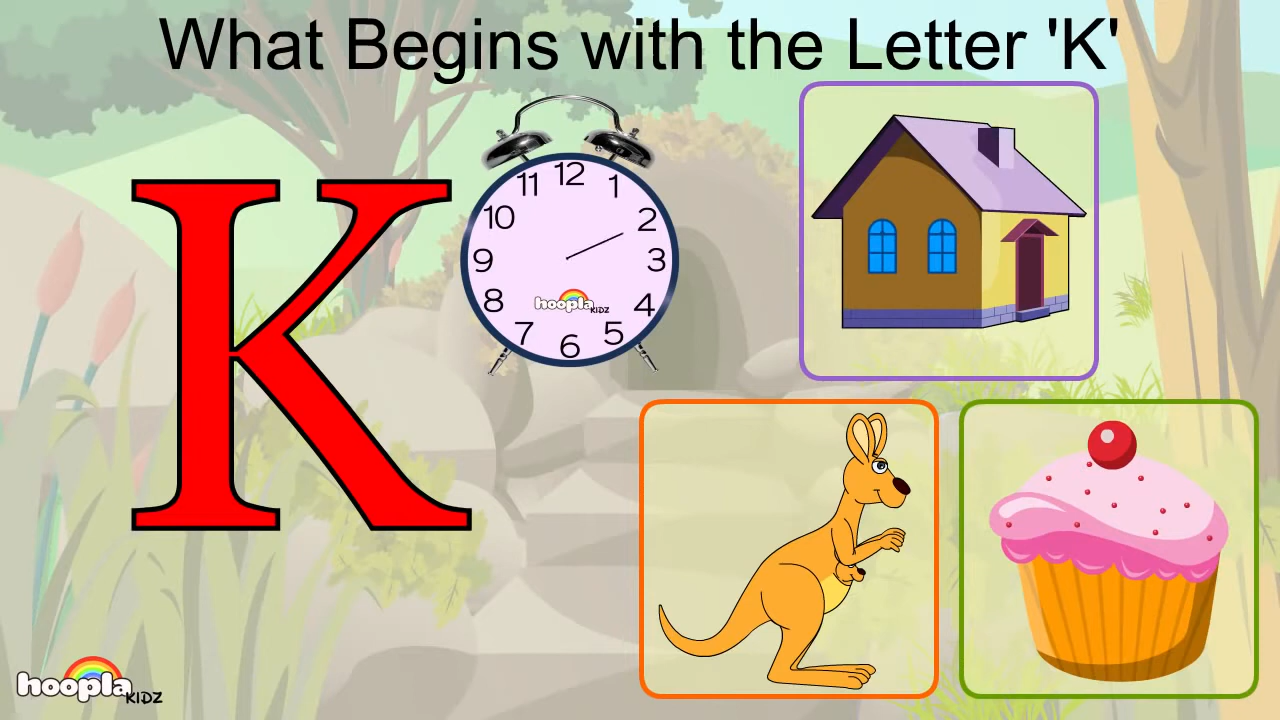 What Begins with the Letter 'K'
K
12
11 1
10 2
9 3
hoopla
KIDZ
8 4
7 5
6
hoopla
KIDZ